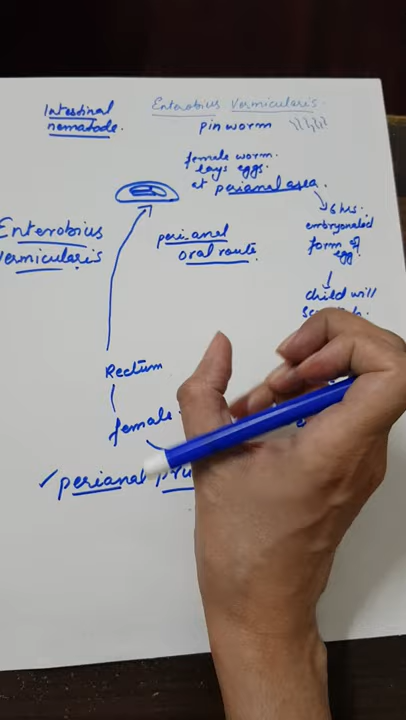 Intestinal
nematode.
Enterobius Vermicularis.
pin worm
female worm.
lays eggs.
at perianal area.
6 hrs.
embryonated
form of
egg.
child will
Enterobius
Vermicularis
perianal
oral route
Rectum
female
✓ perianal